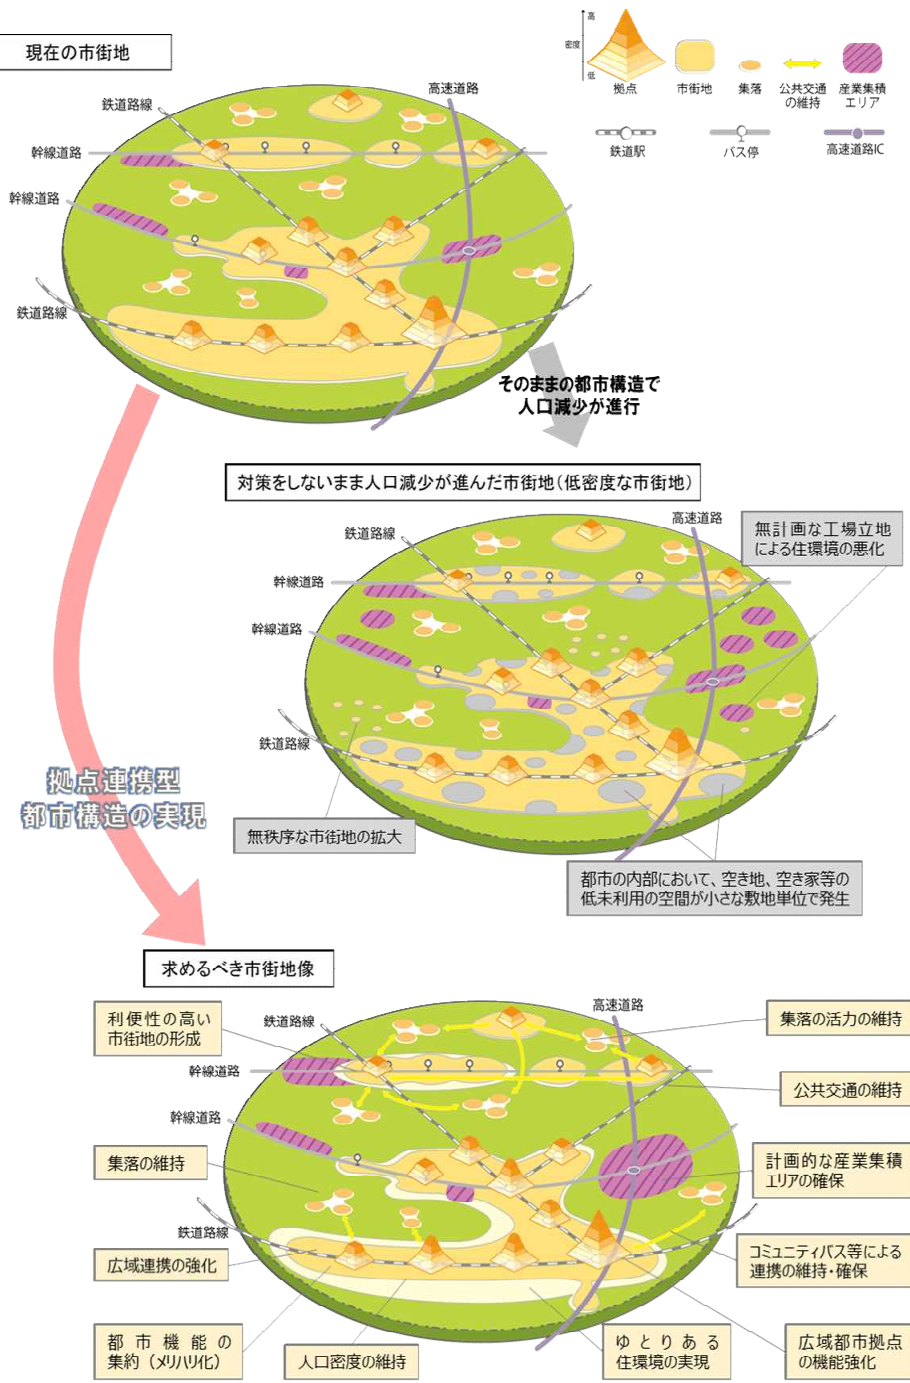 現在の市街地
高
密度
低
拠点
市街地
集落
公共交通
の維持
産業集積
エリア
鉄道駅
バス停
高速道路IC
鉄道路線
高速道路
幹線道路
幹線道路
鉄道路線
そのままの都市構造で
人口減少が進行
対策をしないまま人口減少が進んだ市街地(低密度な市街地)
鉄道路線
高速道路
無計画な工場立地
による住環境の悪化
幹線道路
幹線道路
鉄道路線
拠点連携型
都市構造の実現
無秩序な市街地の拡大
都市の内部において、空き地、空き家等の
低未利用の空間が小さな敷地単位で発生
求めるべき市街地像
利便性の高い
市街地の形成
鉄道路線
高速道路
集落の活力の維持
幹線道路
公共交通の維持
幹線道路
集落の維持
計画的な産業集積
エリアの確保
鉄道路線
広域連携の強化
コミュニティバス等による
連携の維持・確保
都市機能の
集約(メリハリ化)
人口密度の維持
ゆとりある
住環境の実現
広域都市拠点
の機能強化